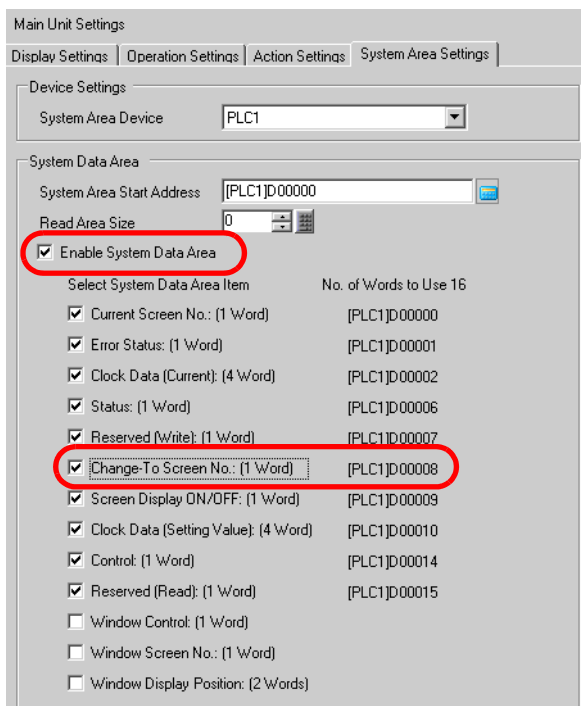 Main Unit Settings
Display Settings Operation Settings Action Settings System Area Settings
Device Settings
System Area Device PLC1
System Data Area
System Area Start Address [PLC1]D00000
Read Area Size 0
Enable System Data Area
Select System Data Area Item No. of Words to Use 16
Current Screen No.: (1 Word) [PLC1]D00000
Error Status: (1 Word) [PLC1]D00001
Clock Data (Current): (4 Word) [PLC1]D00002
Status: (1 Word) [PLC1]D00006
Reserved (Write): (1 Word) [PLC1]D00007
Change-To Screen No.: (1 Word) [PLC1]D00008
Screen Display ON/OFF: (1 Word) [PLC1]D00009
Clock Data (Setting Value): (4 Word) [PLC1]D00010
Control: (1 Word) [PLC1]D00014
Reserved (Read): (1 Word) [PLC1]D00015
Window Control: (1 Word)
Window Screen No.: (1 Word)
Window Display Position: (2 Words)